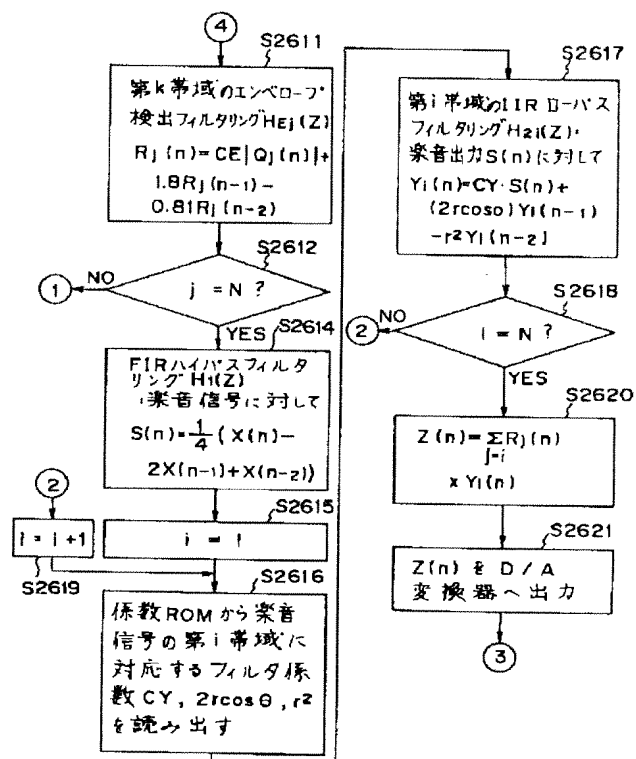 4
S2611
第k帯域のエンベロープ
検出フィルタリングHEj(Z)
Rj(n)=CE|Qj(n)|+
1.8Rj(n-1)-
0.81Rj(n-2)
S2612
NO
1
j = N ?
YES
S2614
FIRハイパスフィルタ
リングH1(Z)
:楽音信号に対して
S(n)=1/4(X(n)-
2X(n-1)+X(n-2))
2
S2615
i = i+1
i = 1
S2619
S2616
係数ROMから楽音
信号の第i帯域に
対応するフィルタ係
数CY, 2rcosθ, r²
を読み出す
S2617
第i帯域のIIRローパス
フィルタリングH2i(Z):
楽音出力S(n)に対して
Yi(n)=CY・S(n)+
(2rcosθ)Yi(n-1)
-r²Yi(n-2)
S2618
NO
2
i = N ?
YES
S2620
Z(n)=ΣRj(n)
j=i
x Yi(n)
S2621
Z(n)をD/A
変換器へ出力
3